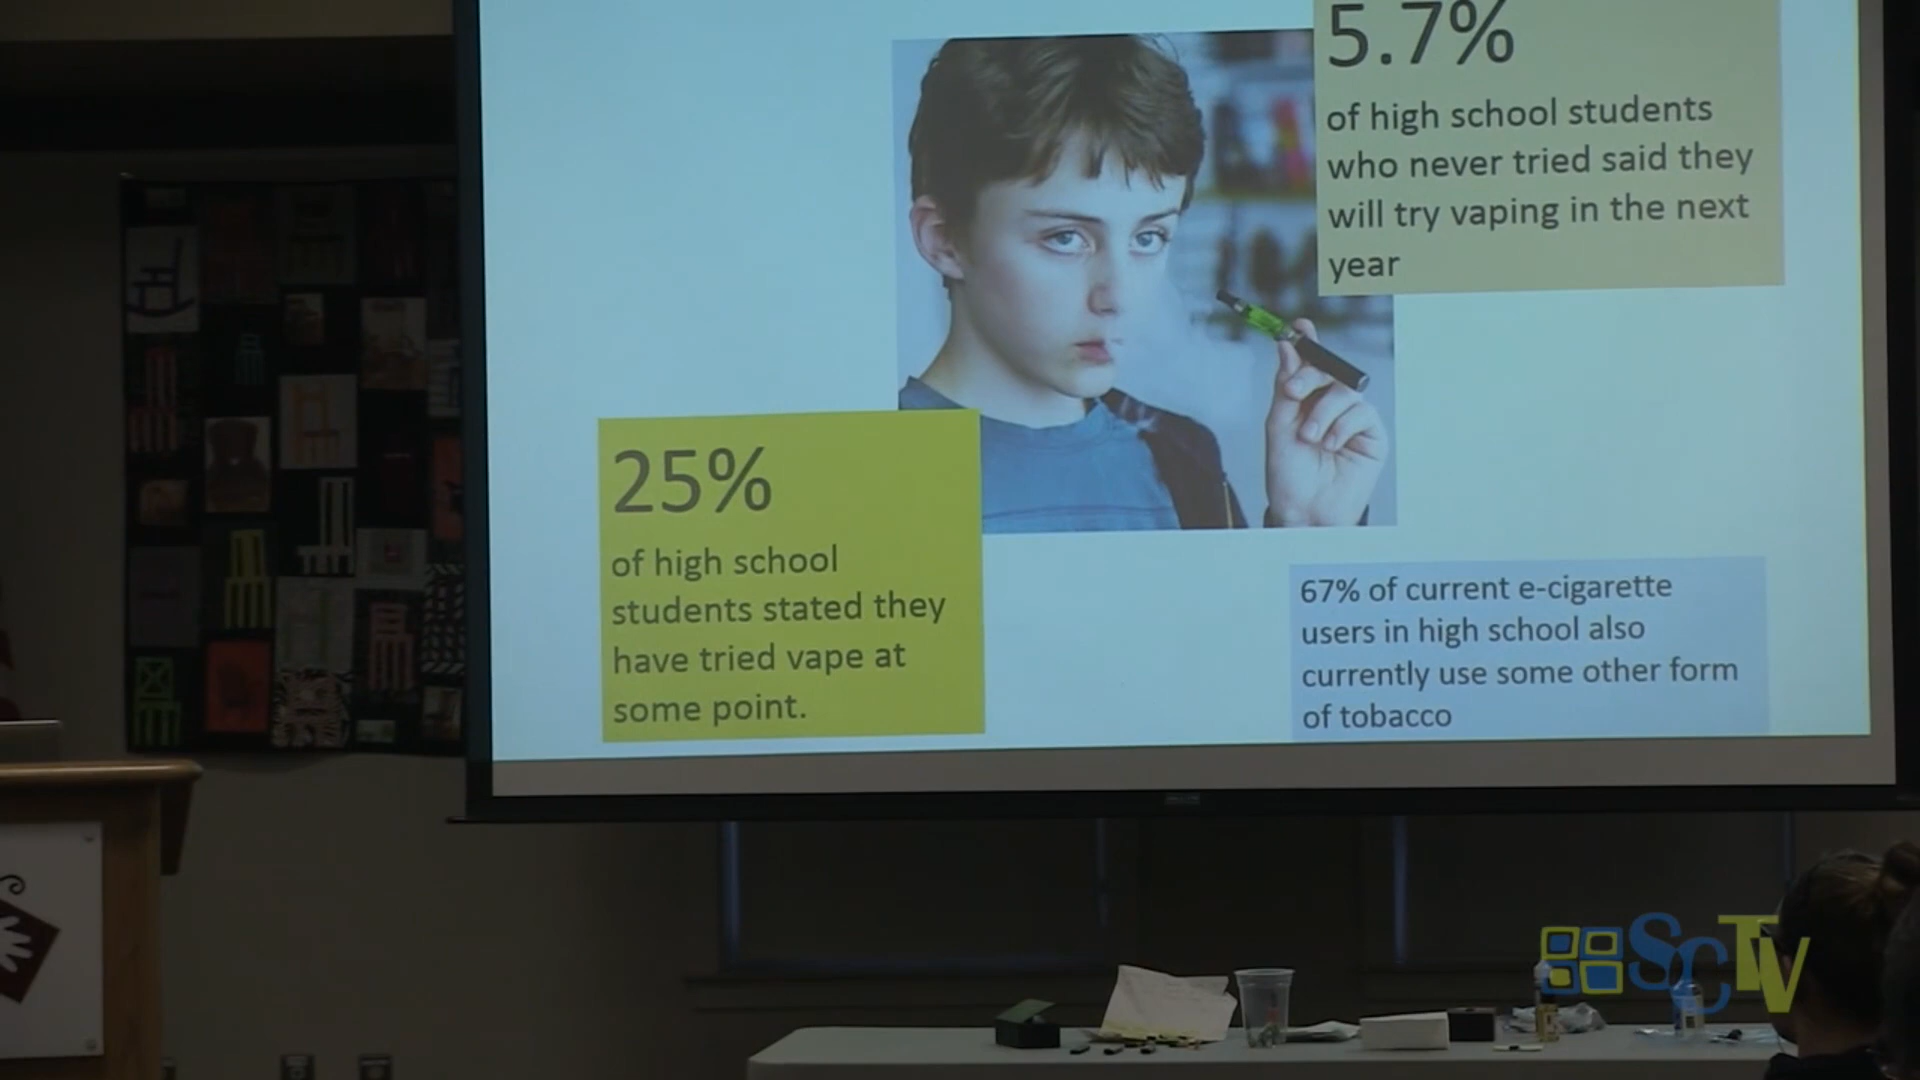 5.7%
of high school students
who never tried said they
will try vaping in the next
year
25%
of high school
students stated they
have tried vape at
some point.
67% of current e-cigarette
users in high school also
currently use some other form
of tobacco
SCTV